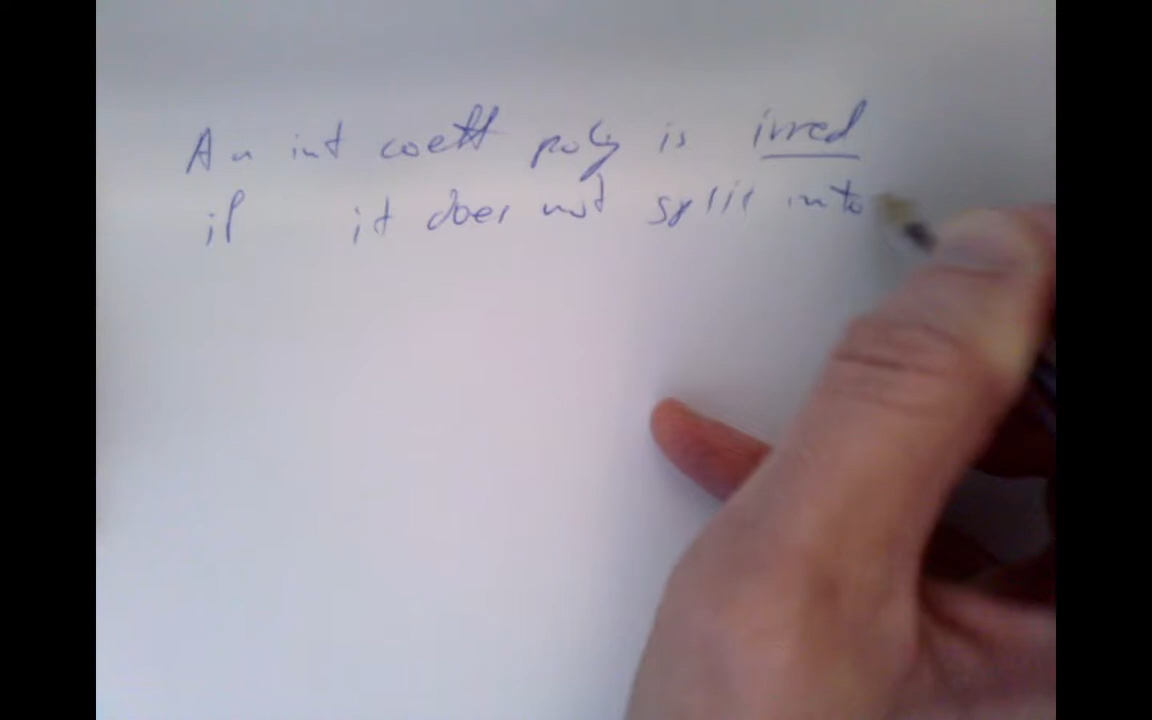 An int coeff poly is irred
if it does not split into